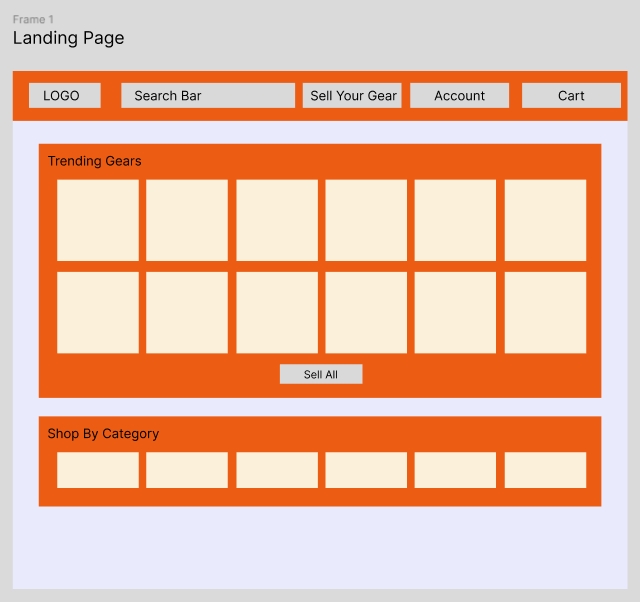 Frame 1
Landing Page
LOGO
Search Bar
Sell Your Gear
Account
Cart
Trending Gears
Sell All
Shop By Category